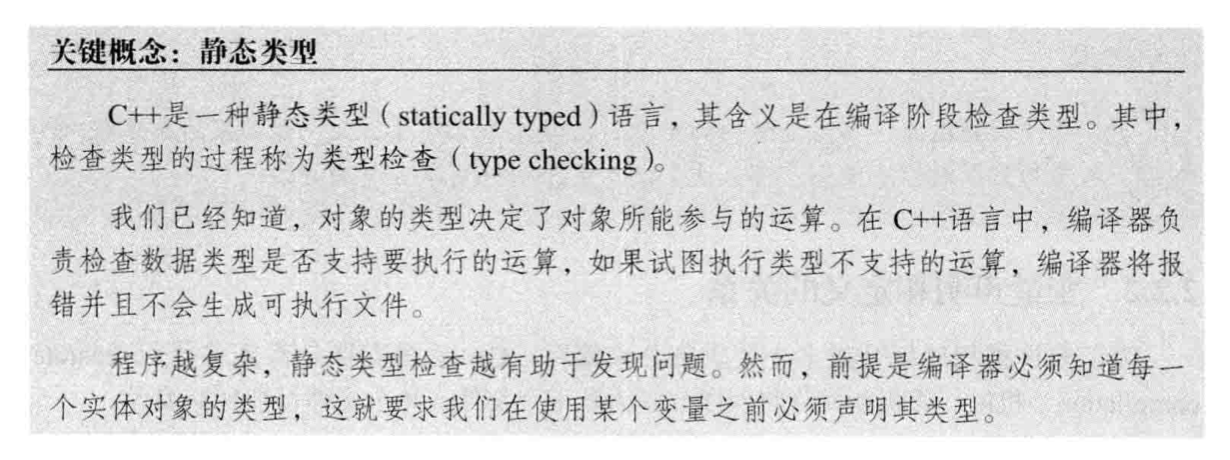 关键概念：静态类型
C++是一种静态类型（statically typed）语言，其含义是在编译阶段检查类型。其中，
检查类型的过程称为类型检查（type checking）。
我们已经知道，对象的类型决定了对象所能参与的运算。在 C++语言中，编译器负
责检查数据类型是否支持要执行的运算，如果试图执行类型不支持的运算，编译器将报
错并且不会生成可执行文件。
程序越复杂，静态类型检查越有助于发现问题。然而，前提是编译器必须知道每一
个实体对象的类型，这就要求我们在使用某个变量之前必须声明其类型。